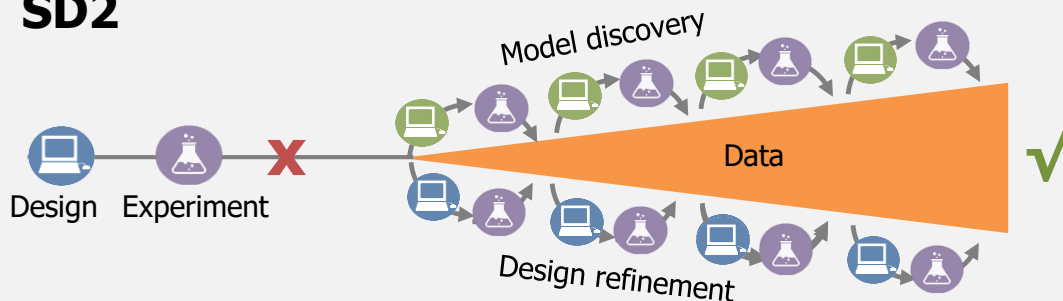 SD2
Model discovery
X
Data
√
Design Experiment
Design refinement